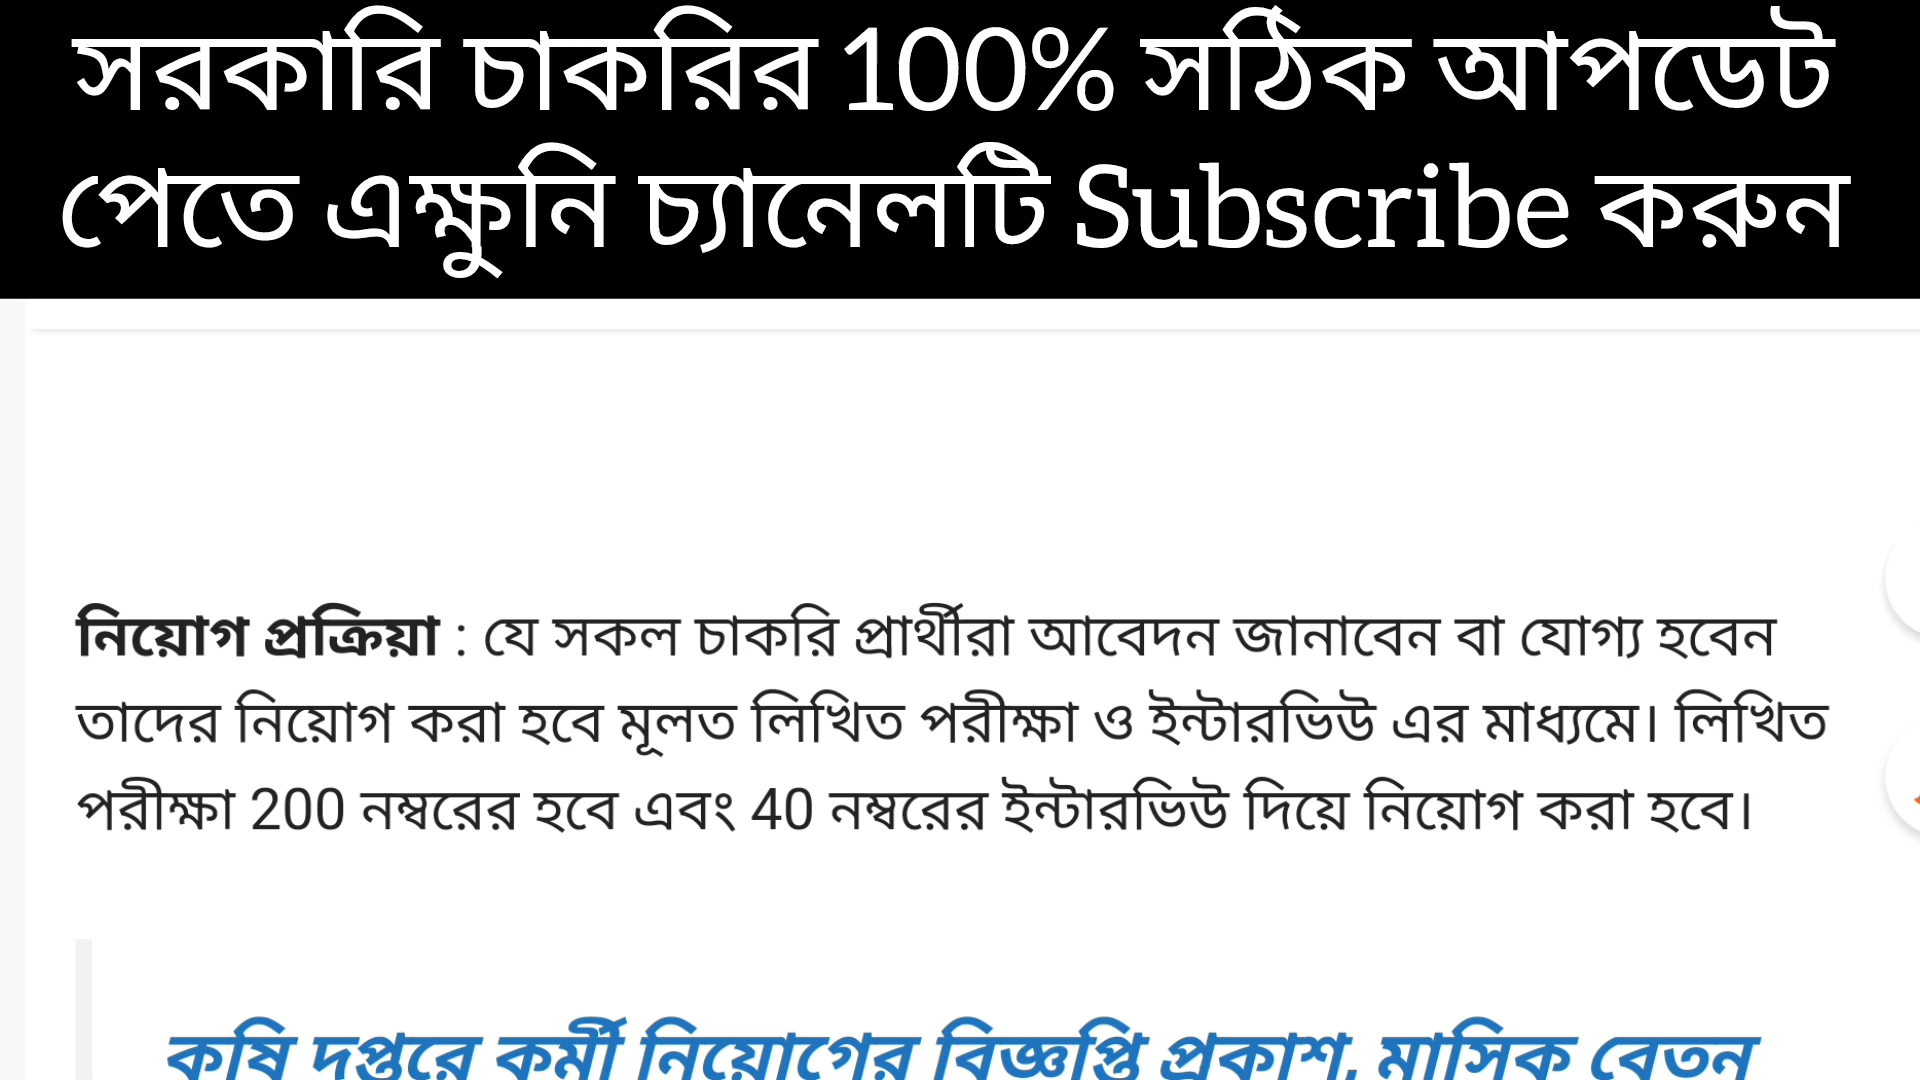 সরকারি চাকরির 100% সঠিক আপডেট
পেতে এক্ষুনি চ্যানেলটি Subscribe করুন
নিয়োগ প্রক্রিয়া : যে সকল চাকরি প্রার্থীরা আবেদন জানাবেন বা যোগ্য হবেন
তাদের নিয়োগ করা হবে মূলত লিখিত পরীক্ষা ও ইন্টারভিউ এর মাধ্যমে। লিখিত
পরীক্ষা 200 নম্বরের হবে এবং 40 নম্বরের ইন্টারভিউ দিয়ে নিয়োগ করা হবে।
কৃষি দপ্তরে কর্মী নিয়োগের বিজ্ঞপ্তি প্রকাশ, মাসিক বেতন